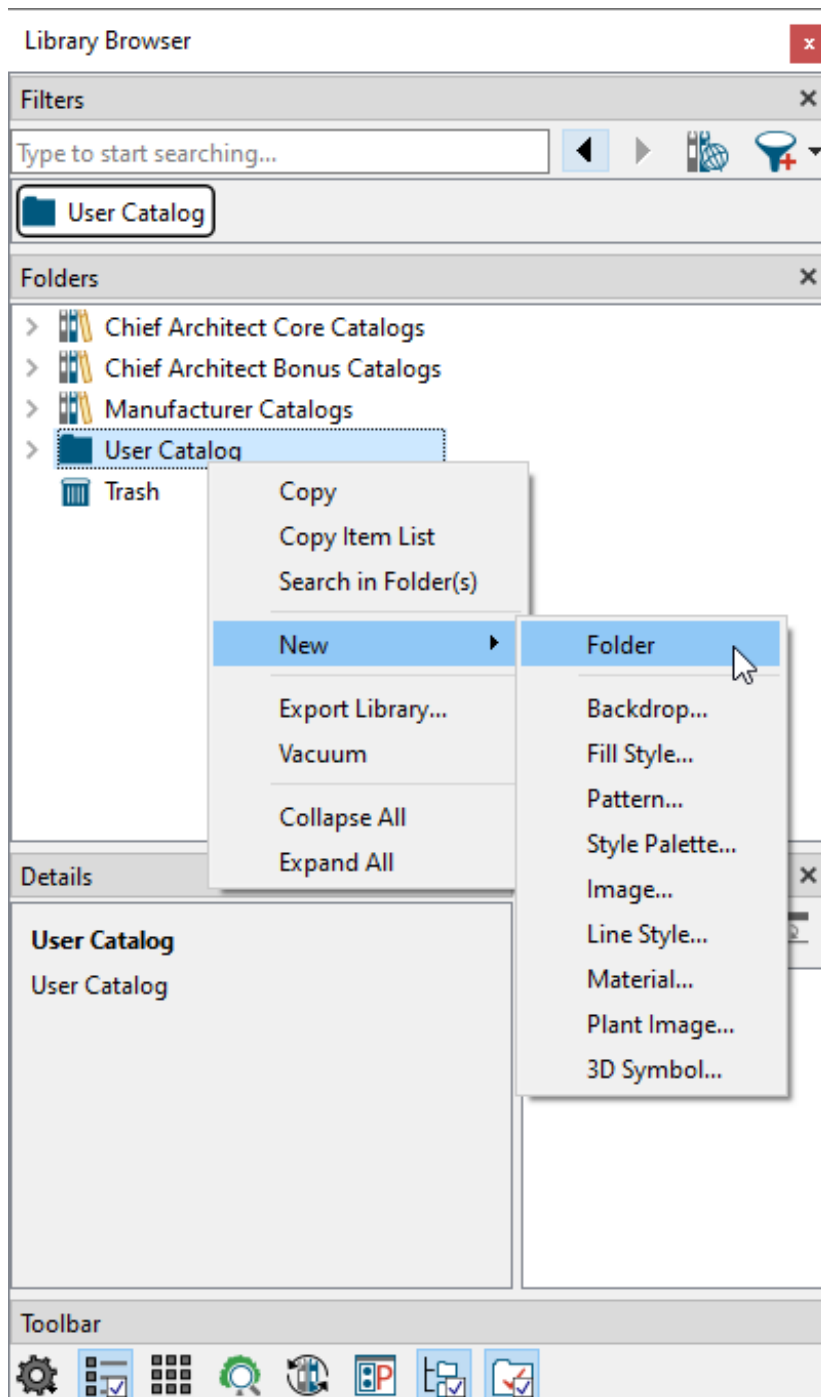 Library Browser
x
Filters
Type to start searching...
User Catalog
Folders
Chief Architect Core Catalogs
Chief Architect Bonus Catalogs
Manufacturer Catalogs
User Catalog
Trash
Copy
Copy Item List
Search in Folder(s)
New
Export Library...
Vacuum
Collapse All
Expand All
Folder
Backdrop...
Fill Style...
Pattern...
Style Palette...
Image...
Line Style...
Material...
Plant Image...
3D Symbol...
Details
User Catalog
User Catalog
Toolbar
P